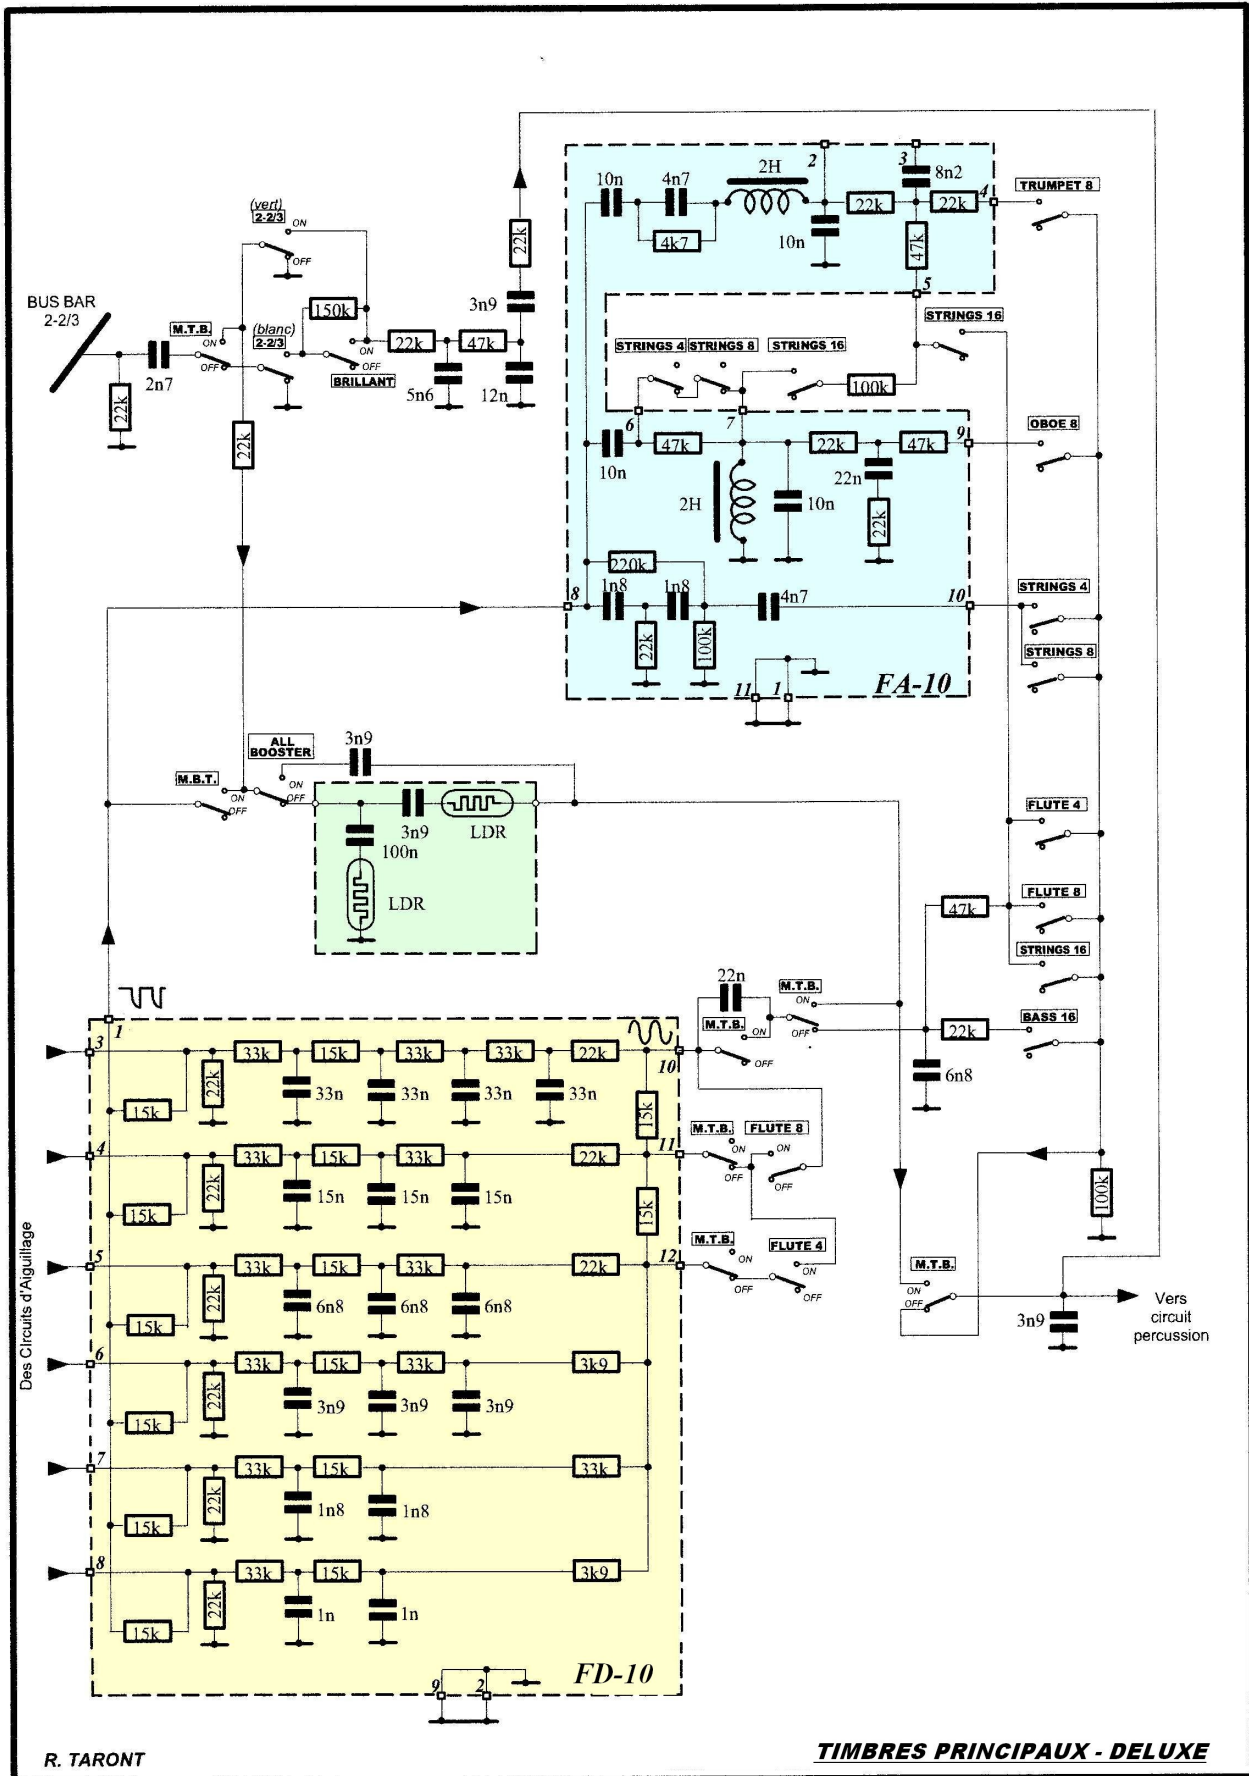 2
3
10n
4n7
2H
8n2
4
TRUMPET 8
(vert)
2-2/3
ON
OFF
22k
4k7
10n
22k
22k
47k
5
BUS BAR
2-2/3
3n9
150k
STRINGS 16
M.T.B.
ON
OFF
(blanc)
2-2/3
ON
OFF
BRILLANT
22k
47k
STRINGS 4
STRINGS 8
STRINGS 16
2n7
22k
5n6
12n
100k
6
7
22k
10n
47k
22k
47k
9
OBOE 8
22n
2H
10n
22k
220k
8
1n8
1n8
4n7
10
STRINGS 4
22k
100k
STRINGS 8
11
1
FA-10
ALL
BOOSTER
3n9
M.B.T.
ON
OFF
ON
OFF
3n9
LDR
100n
LDR
FLUTE 4
47k
FLUTE 8
STRINGS 16
22n
M.T.B.
ON
OFF
M.T.B.
ON
OFF
22k
BASS 16
6n8
1
3
22k
33k
15k
33k
33k
22k
10
15k
33n
33n
33n
33n
15k
M.T.B.
ON
OFF
FLUTE 8
ON
OFF
4
22k
33k
15k
33k
22k
11
15k
15n
15n
15n
15k
100k
M.T.B.
ON
OFF
FLUTE 4
ON
OFF
Des Circuits d'Aiguillage
5
22k
33k
15k
33k
22k
12
15k
6n8
6n8
6n8
M.T.B.
ON
OFF
3n9
Vers
circuit
percussion
6
22k
33k
15k
33k
3k9
15k
3n9
3n9
3n9
7
22k
33k
15k
33k
15k
1n8
1n8
8
22k
33k
15k
3k9
15k
1n
1n
9
2
FD-10
R. TARONT
TIMBRES PRINCIPAUX - DELUXE